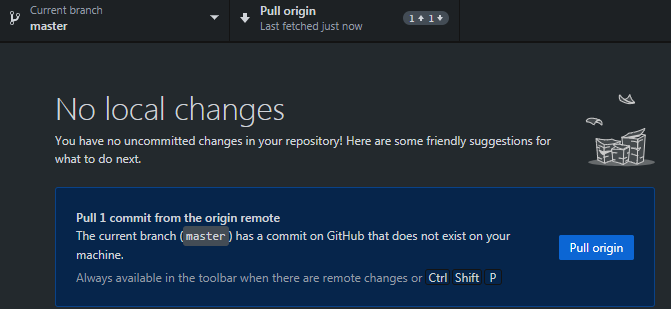 Current branch
master
Pull origin
Last fetched just now
1 1
No local changes
You have no uncommitted changes in your repository! Here are some friendly suggestions for
what to do next.
Pull 1 commit from the origin remote
The current branch (master) has a commit on GitHub that does not exist on your
machine.
Pull origin
Always available in the toolbar when there are remote changes or Ctrl Shift P